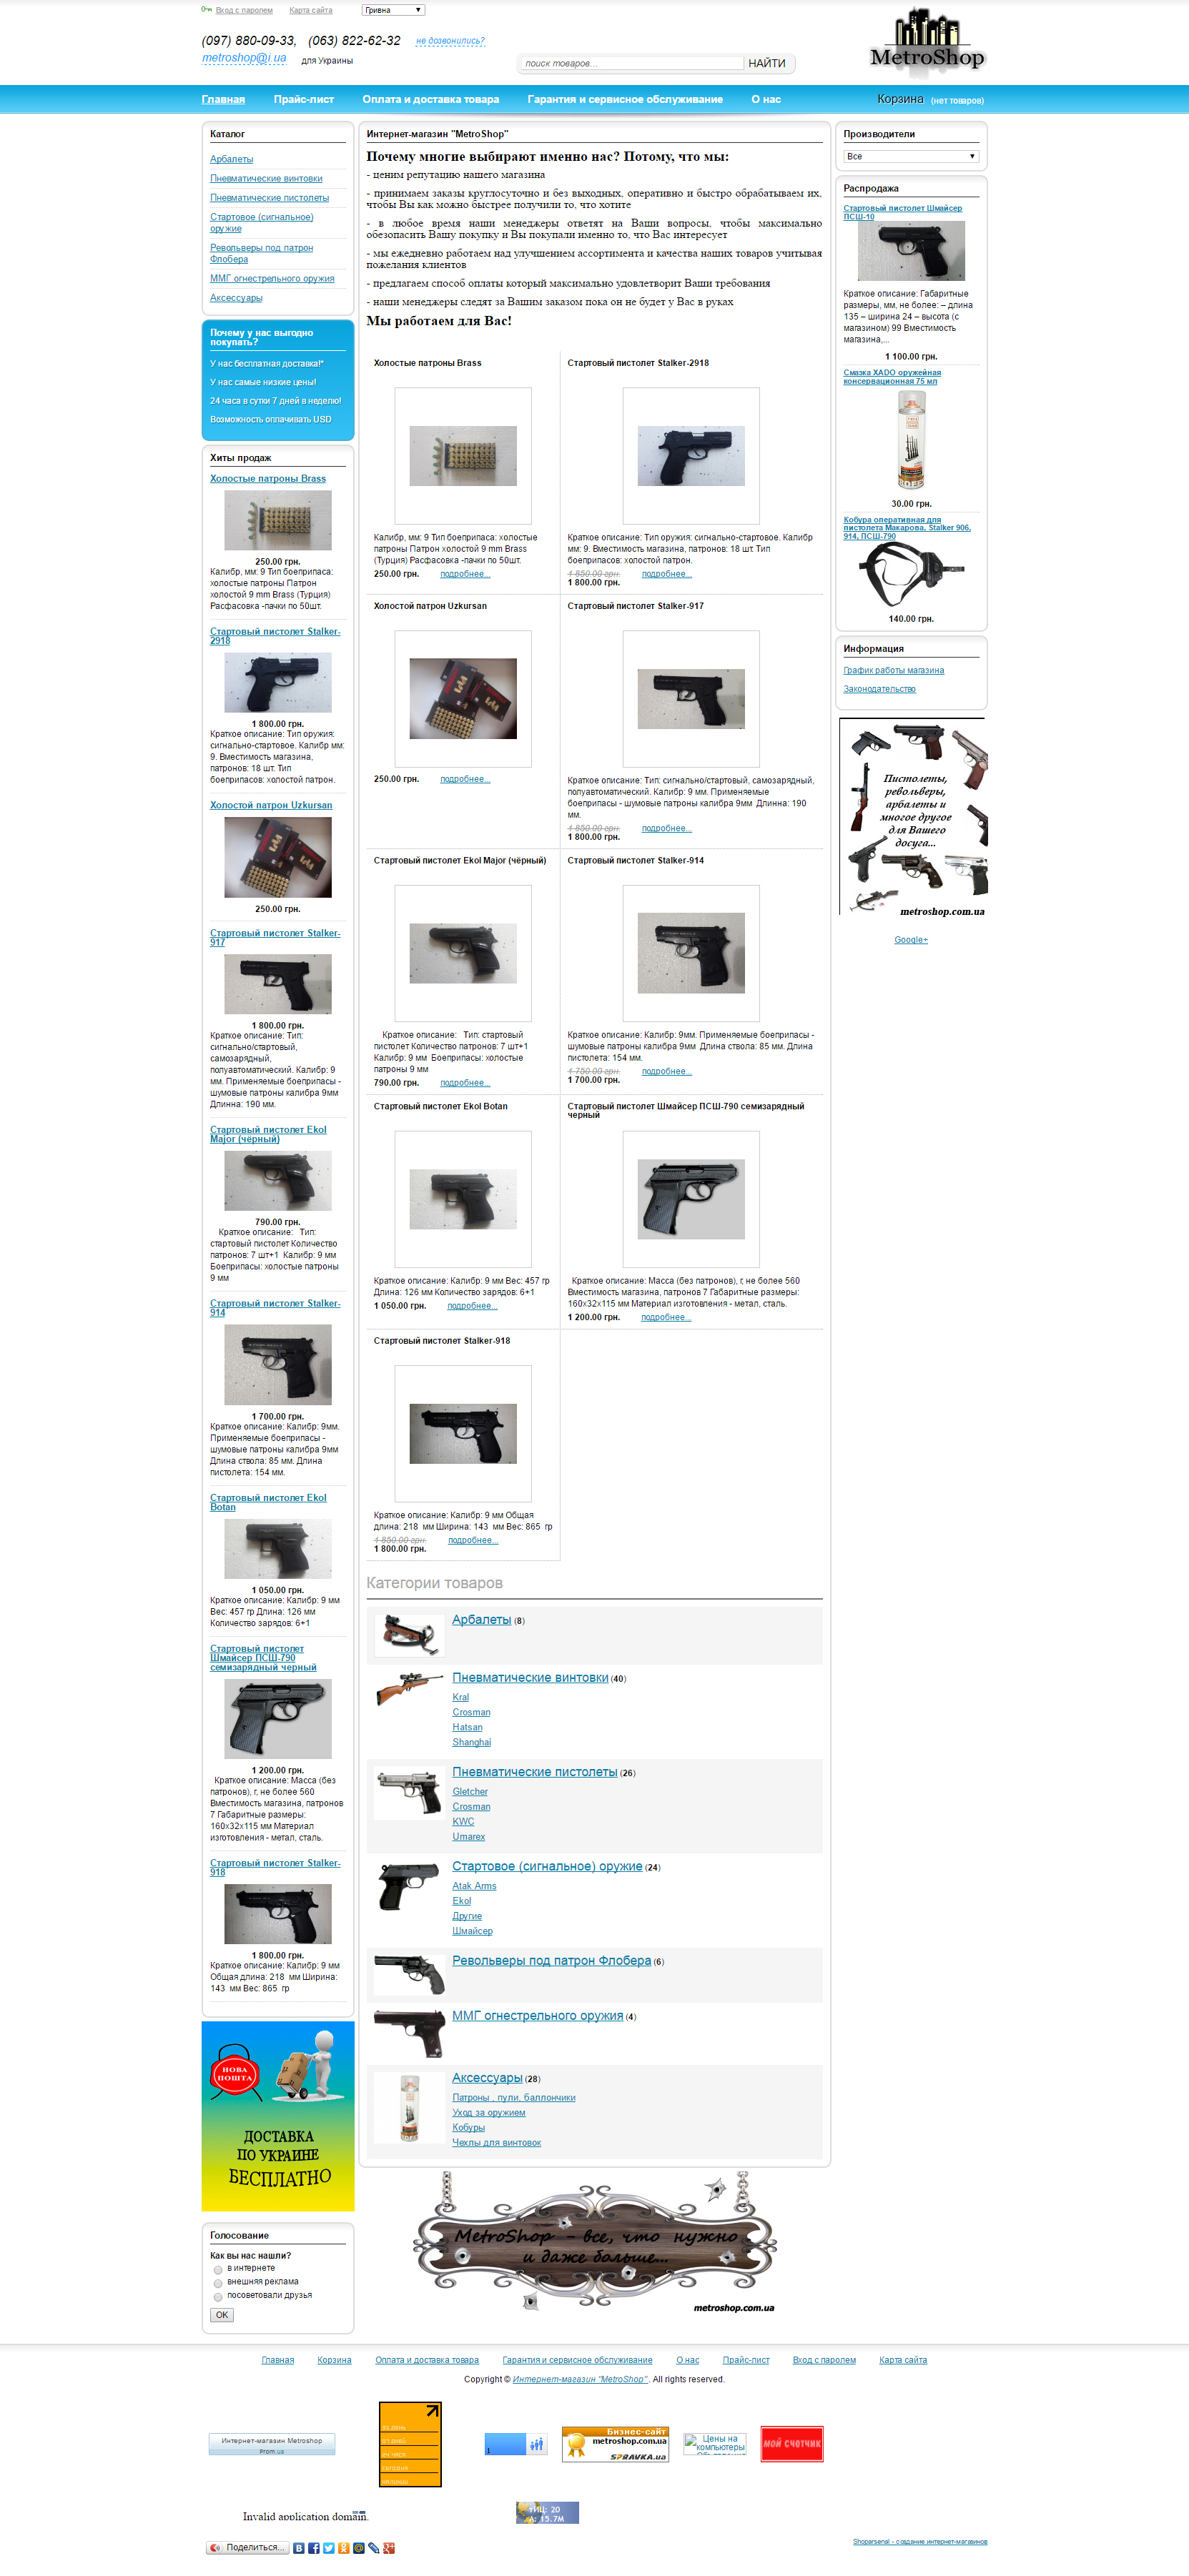 Вход с паролем Карта сайта Гривна
(097) 880-09-33, (063) 822-62-32 не дозвонились?
metroshop@i.ua для Украины
поиск товаров... НАЙТИ
MetroShop
Главная Прайс-лист Оплата и доставка товара Гарантия и сервисное обслуживание О нас Корзина (нет товаров)
Каталог
Арбалеты
Пневматические винтовки
Пневматические пистолеты
Стартовое (сигнальное)
оружие
Револьверы под патрон
Флобера
ММГ огнестрельного оружия
Аксессуары
Почему у нас выгодно
покупать?
У нас бесплатная доставка!*
У нас самые низкие цены!
24 часа в сутки 7 дней в неделю!
Возможность оплачивать USD
Хиты продаж
Холостые патроны Brass
250.00 грн.
Калибр, мм: 9 Тип боеприпаса:
холостые патроны Патрон
холостой 9 mm Brass (Турция)
Расфасовка -пачки по 50шт.
Стартовый пистолет Stalker-
2918
1 800.00 грн.
Краткое описание: Тип оружия:
сигнально-стартовое. Калибр мм:
9. Вместимость магазина,
патронов: 18 шт. Тип
боеприпасов: холостой патрон.
Холостой патрон Uzkursan
250.00 грн.
Стартовый пистолет Stalker-
917
1 800.00 грн.
Краткое описание: Тип:
сигнально/стартовый,
самозарядный,
полуавтоматический. Калибр: 9
мм. Применяемые боеприпасы -
шумовые патроны калибра 9мм
Длинна: 190 мм.
Стартовый пистолет Ekol
Major (чёрный)
790.00 грн.
Краткое описание: Тип:
стартовый пистолет Количество
патронов: 7 шт+1 Калибр: 9 мм
Боеприпасы: холостые патроны
9 мм
Стартовый пистолет Stalker-
914
1 700.00 грн.
Краткое описание: Калибр: 9мм.
Применяемые боеприпасы -
шумовые патроны калибра 9мм
Длина ствола: 85 мм. Длина
пистолета: 154 мм.
Стартовый пистолет Ekol
Botan
1 050.00 грн.
Краткое описание: Калибр: 9 мм
Вес: 457 гр Длина: 126 мм
Количество зарядов: 6+1
Стартовый пистолет
Шмайсер ПСШ-790
семизарядный черный
1 200.00 грн.
Краткое описание: Масса (без
патронов), г, не более 560
Вместимость магазина, патронов
7 Габаритные размеры:
160x32x115 мм Материал
изготовления - метал, сталь.
Стартовый пистолет Stalker-
918
1 800.00 грн.
Краткое описание: Калибр: 9 мм
Общая длина: 218 мм Ширина:
143 мм Вес: 865 гр
НОВА
ПОШТА
ДОСТАВКА
ПО УКРАИНЕ
БЕСПЛАТНО
Голосование
Как вы нас нашли?
в интернете
внешняя реклама
посоветовали друзья
OK
Интернет-магазин "MetroShop"
Почему многие выбирают именно нас? Потому, что мы:
- ценим репутацию нашего магазина
- принимаем заказы круглосуточно и без выходных, оперативно и быстро обрабатываем их,
чтобы Вы как можно быстрее получили то, что хотите
- в любое время наши менеджеры ответят на Ваши вопросы, чтобы максимально
обезопасить Вашу покупку и Вы покупали именно то, что Вас интересует
- мы ежедневно работаем над улучшением ассортимента и качества наших товаров учитывая
пожелания клиентов
- предлагаем способ оплаты который максимально удовлетворит Ваши требования
- наши менеджеры следят за Вашим заказом пока он не будет у Вас в руках
Мы работаем для Вас!
Холостые патроны Brass
Калибр, мм: 9 Тип боеприпаса: холостые
патроны Патрон холостой 9 mm Brass
(Турция) Расфасовка -пачки по 50шт.
250.00 грн. подробнее...
Стартовый пистолет Stalker-2918
Краткое описание: Тип оружия: сигнально-стартовое. Калибр
мм: 9. Вместимость магазина, патронов: 18 шт. Тип
боеприпасов: холостой патрон.
1 850.00 грн. подробнее...
1 800.00 грн.
Холостой патрон Uzkursan
250.00 грн. подробнее...
Стартовый пистолет Stalker-917
Краткое описание: Тип: сигнально/стартовый, самозарядный,
полуавтоматический. Калибр: 9 мм. Применяемые
боеприпасы - шумовые патроны калибра 9мм Длинна: 190
мм.
1 850.00 грн. подробнее...
1 800.00 грн.
Стартовый пистолет Ekol Major (чёрный)
Краткое описание: Тип: стартовый
пистолет Количество патронов: 7 шт+1
Калибр: 9 мм Боеприпасы: холостые
патроны 9 мм
790.00 грн. подробнее...
Стартовый пистолет Stalker-914
Краткое описание: Калибр: 9мм. Применяемые боеприпасы -
шумовые патроны калибра 9мм Длина ствола: 85 мм. Длина
пистолета: 154 мм.
1 750.00 грн. подробнее...
1 700.00 грн.
Стартовый пистолет Ekol Botan
Краткое описание: Калибр: 9 мм Вес: 457 гр
Длина: 126 мм Количество зарядов: 6+1
1 050.00 грн. подробнее...
Стартовый пистолет Шмайсер ПСШ-790 семизарядный
черный
Краткое описание: Масса (без патронов), г, не более 560
Вместимость магазина, патронов 7 Габаритные размеры:
160x32x115 мм Материал изготовления - метал, сталь.
1 200.00 грн. подробнее...
Стартовый пистолет Stalker-918
Краткое описание: Калибр: 9 мм Общая
длина: 218 мм Ширина: 143 мм Вес: 865 гр
1 850.00 грн. подробнее...
1 800.00 грн.
Категории товаров
Арбалеты (8)
Пневматические винтовки (40)
Kral
Crosman
Hatsan
Shanghai
Пневматические пистолеты (26)
Gletcher
Crosman
KWC
Umarex
Стартовое (сигнальное) оружие (24)
Atak Arms
Ekol
Другие
Шмайсер
Револьверы под патрон Флобера (6)
ММГ огнестрельного оружия (4)
Аксессуары (28)
Патроны , пули, баллончики
Уход за оружием
Кобуры
Чехлы для винтовок
MetroShop - все, что нужно
и даже больше...
metroshop.com.ua
Производители
Все
Распродажа
Стартовый пистолет Шмайсер
ПСШ-10
Краткое описание: Габаритные
размеры, мм, не более: – длина
135 – ширина 24 – высота (с
магазином) 99 Вместимость
магазина,...
1 100.00 грн.
Смазка XADO оружейная
консервационная 75 мл
30.00 грн.
Кобура оперативная для
пистолета Макарова, Stalker 906,
914, ПСШ-790
140.00 грн.
Информация
График работы магазина
Законодательство
Пистолеты,
револьверы,
арбалеты и
многое другое
для Вашего
досуга...
metroshop.com.ua
Google+
Главная Корзина Оплата и доставка товара Гарантия и сервисное обслуживание О нас Прайс-лист Вход с паролем Карта сайта
Copyright © Интернет-магазин "MetroShop". All rights reserved.
Интернет-магазин Metroshop
Prom.ua
1
Бизнес-сайт
metroshop.com.ua
SPRAVKA.ua
Цены на
компьютеры
МОЙ СЧЕТЧИК
Invalid application domain.
ТИЦ: 20
Поделиться...
Shoparsenal - создание интернет-магазинов